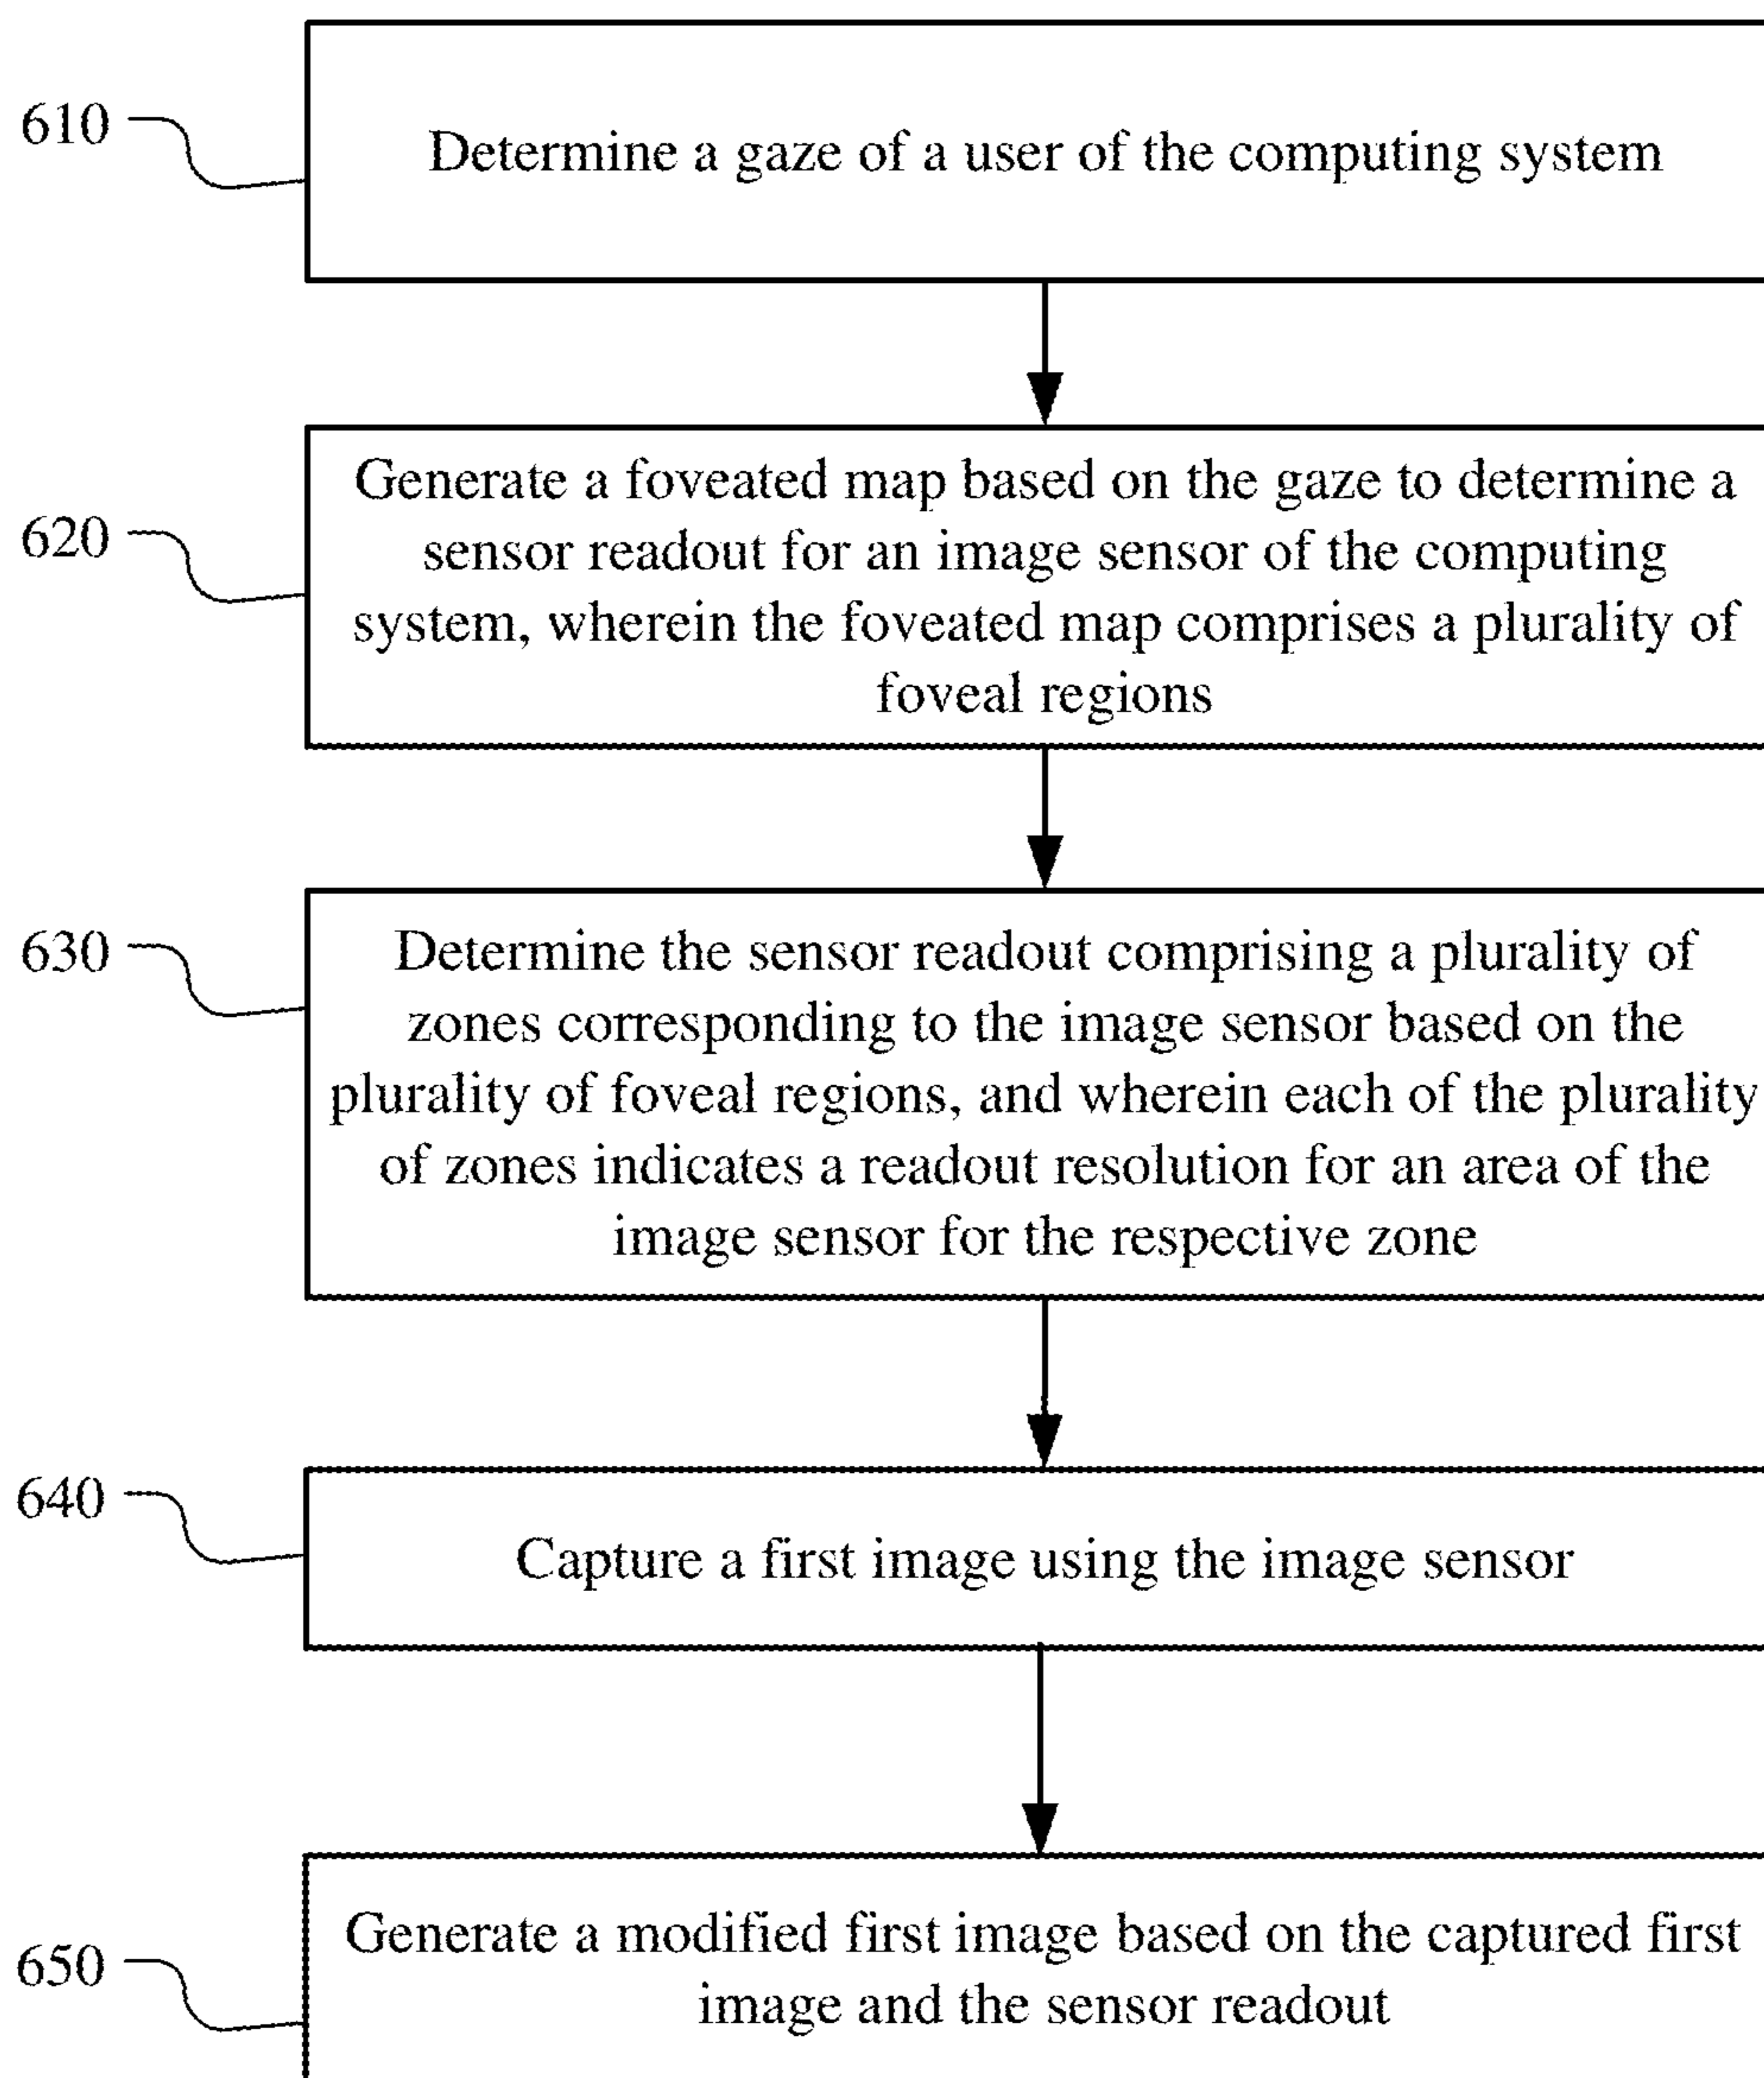 610
Determine a gaze of a user of the computing system
620
Generate a foveated map based on the gaze to determine a
sensor readout for an image sensor of the computing
system, wherein the foveated map comprises a plurality of
foveal regions
630
Determine the sensor readout comprising a plurality of
zones corresponding to the image sensor based on the
plurality of foveal regions, and wherein each of the plurality
of zones indicates a readout resolution for an area of the
image sensor for the respective zone
640
Capture a first image using the image sensor
650
Generate a modified first image based on the captured first
image and the sensor readout